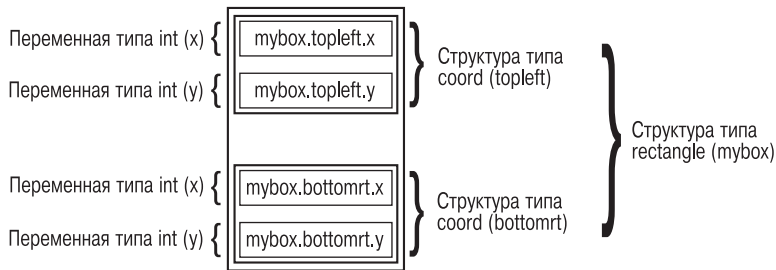 Переменная типа int (x) {
mybox.topleft.x
Переменная типа int (y) {
mybox.topleft.y
} Структура типа
coord (topleft)
Переменная типа int (x) {
mybox.bottomrt.x
Переменная типа int (y) {
mybox.bottomrt.y
} Структура типа
coord (bottomrt)
} Структура типа
rectangle (mybox)